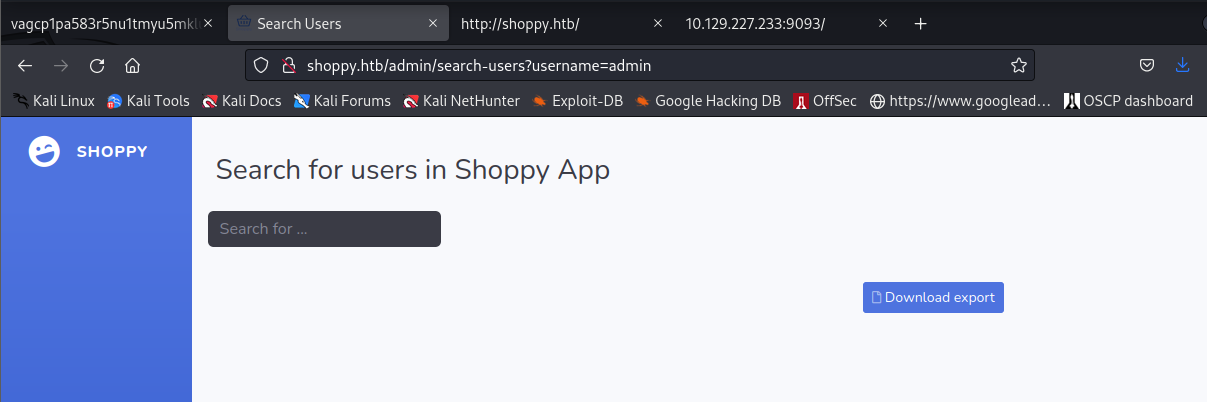 vagcp1pa583r5nu1tmyu5mkl Search Users http://shoppy.htb/ 10.129.227.233:9093/
shoppy.htb/admin/search-users?username=admin
Kali Linux Kali Tools Kali Docs Kali Forums Kali NetHunter Exploit-DB Google Hacking DB OffSec https://www.googlead… OSCP dashboard
SHOPPY
Search for users in Shoppy App
Search for ...
Download export